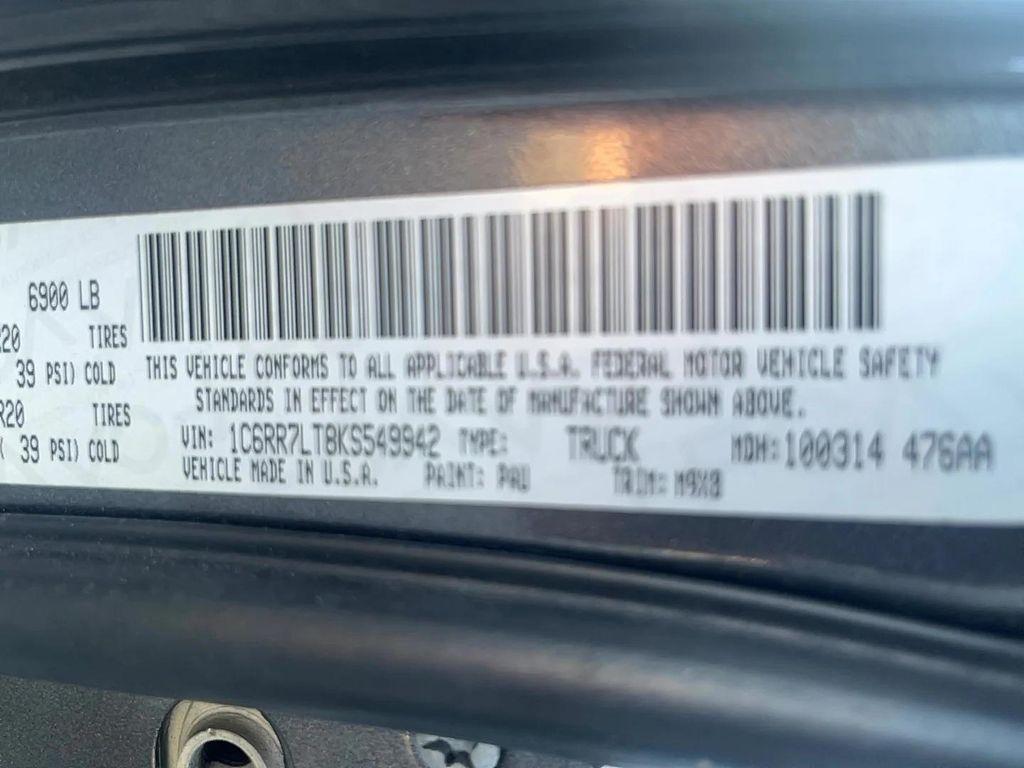 6900 LB
20 TIRES
39 PSI) COLD
R20 TIRES
39 PSI) COLD
THIS VEHICLE CONFORMS TO ALL APPLICABLE U.S.A. FEDERAL MOTOR VEHICLE SAFETY
STANDARDS IN EFFECT ON THE DATE OF MANUFACTURE SHOWN ABOVE.
VIN: 1C6RR7LT8KS549942 TYPE: TRUCK MDH:100314 476AA
VEHICLE MADE IN U.S.A. PAINT: PAU TRIM: M9X8